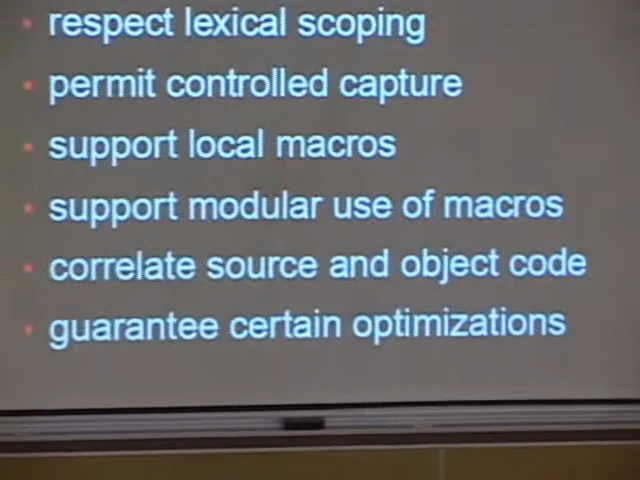 • respect lexical scoping
• permit controlled capture
• support local macros
• support modular use of macros
• correlate source and object code
• guarantee certain optimizations